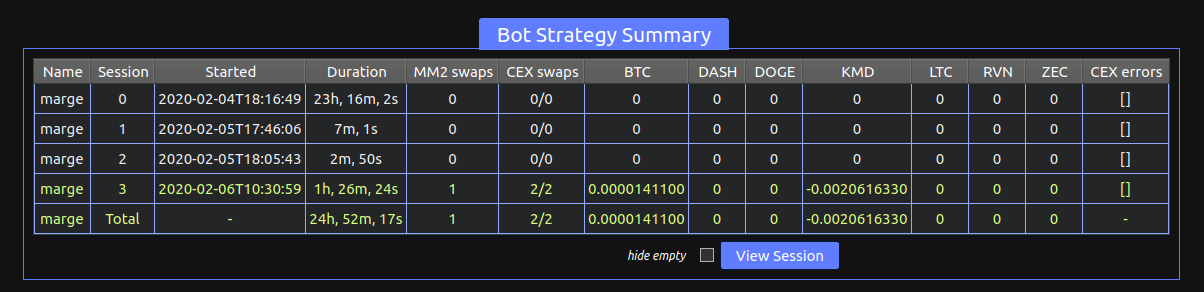 Bot Strategy Summary
Name Session Started Duration MM2 swaps CEX swaps BTC DASH DOGE KMD LTC RVN ZEC CEX errors
marge 0 2020-02-04T18:16:49 23h, 16m, 2s 0 0/0 0 0 0 0 0 0 0 []
marge 1 2020-02-05T17:46:06 7m, 1s 0 0/0 0 0 0 0 0 0 0 []
marge 2 2020-02-05T18:05:43 2m, 50s 0 0/0 0 0 0 0 0 0 0 []
marge 3 2020-02-06T10:30:59 1h, 26m, 24s 1 2/2 0.0000141100 0 0 -0.0020616330 0 0 0 []
marge Total - 24h, 52m, 17s 1 2/2 0.0000141100 0 0 -0.0020616330 0 0 0 -
hide empty View Session